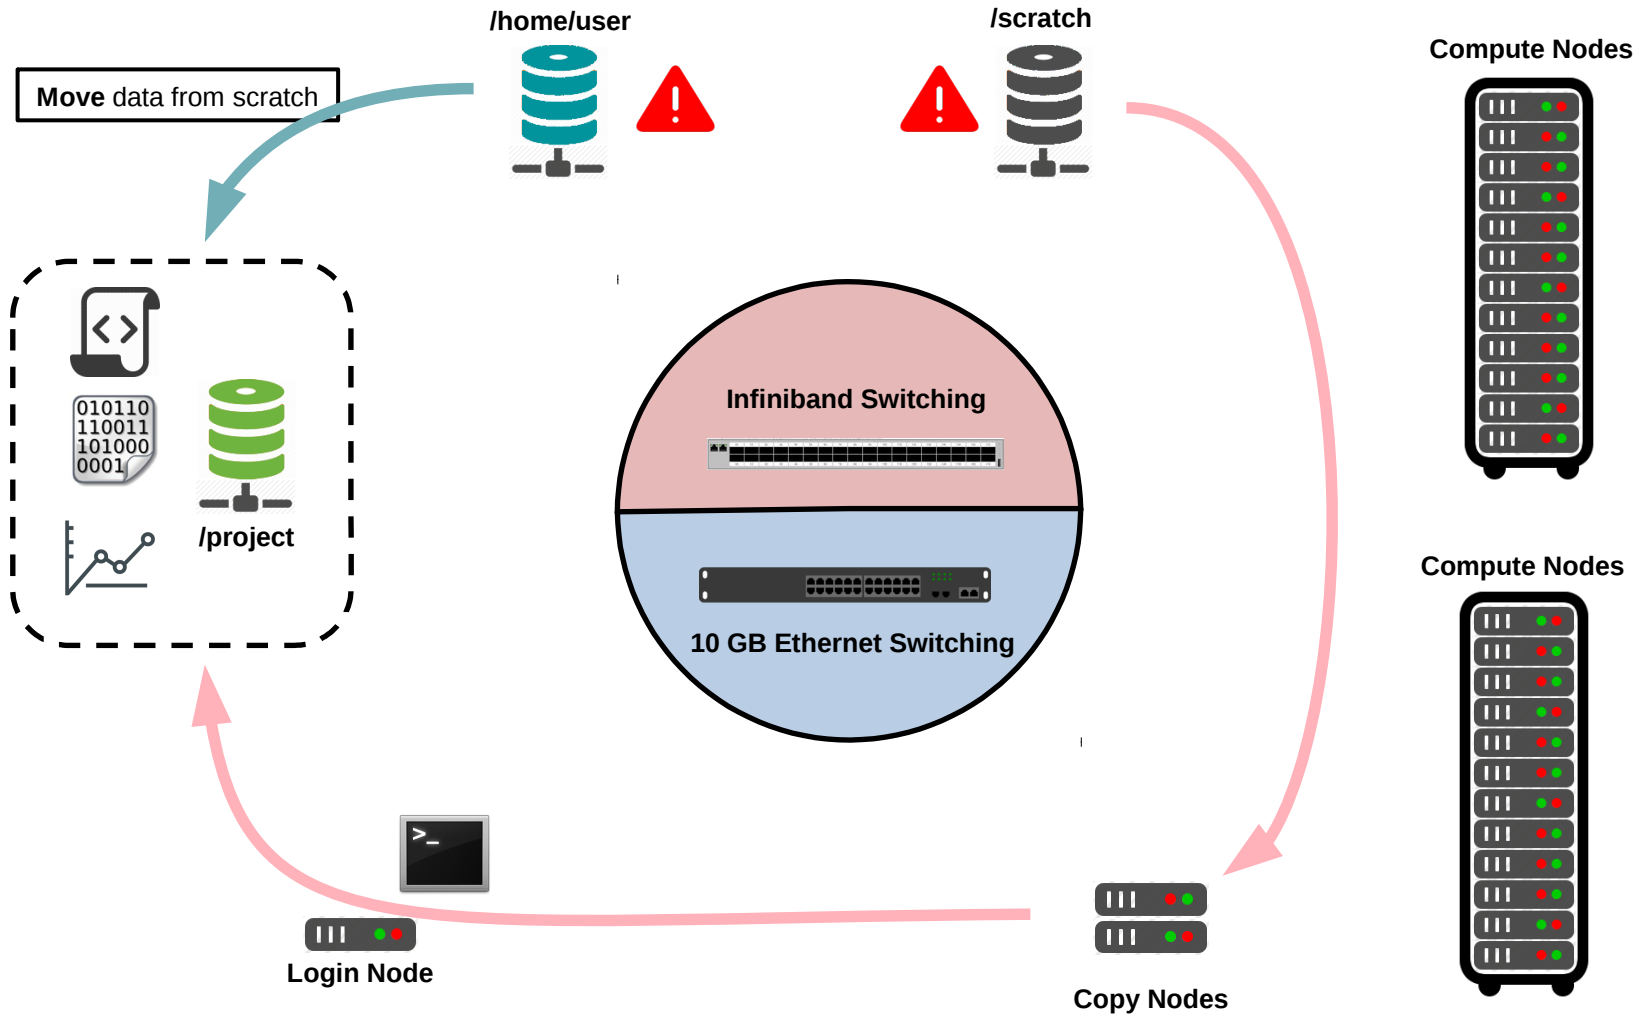 /home/user
/scratch
Compute Nodes
Move data from scratch
010110
110011
101000
0001
/project
Infiniband Switching
10 GB Ethernet Switching
Compute Nodes
>_
Login Node
Copy Nodes